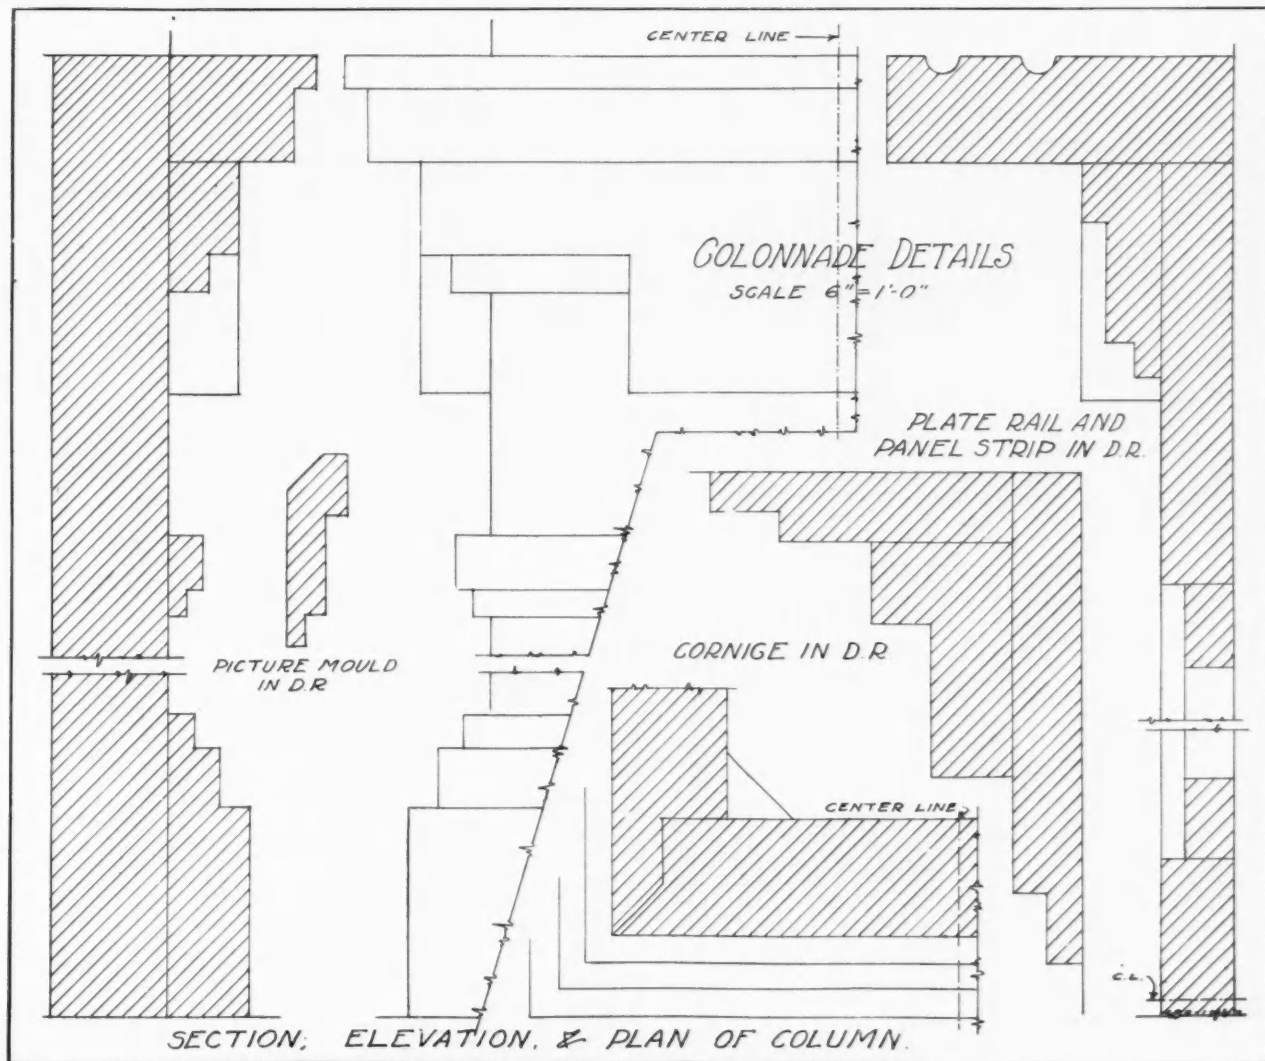 CENTER LINE
COLONNADE DETAILS
SCALE 6"=1'-0"
PLATE RAIL AND
PANEL STRIP IN D.R.
PICTURE MOULD
IN D.R
CORNICE IN D.R
CENTER LINE
C.L.
SECTION, ELEVATION, & PLAN OF COLUMN.